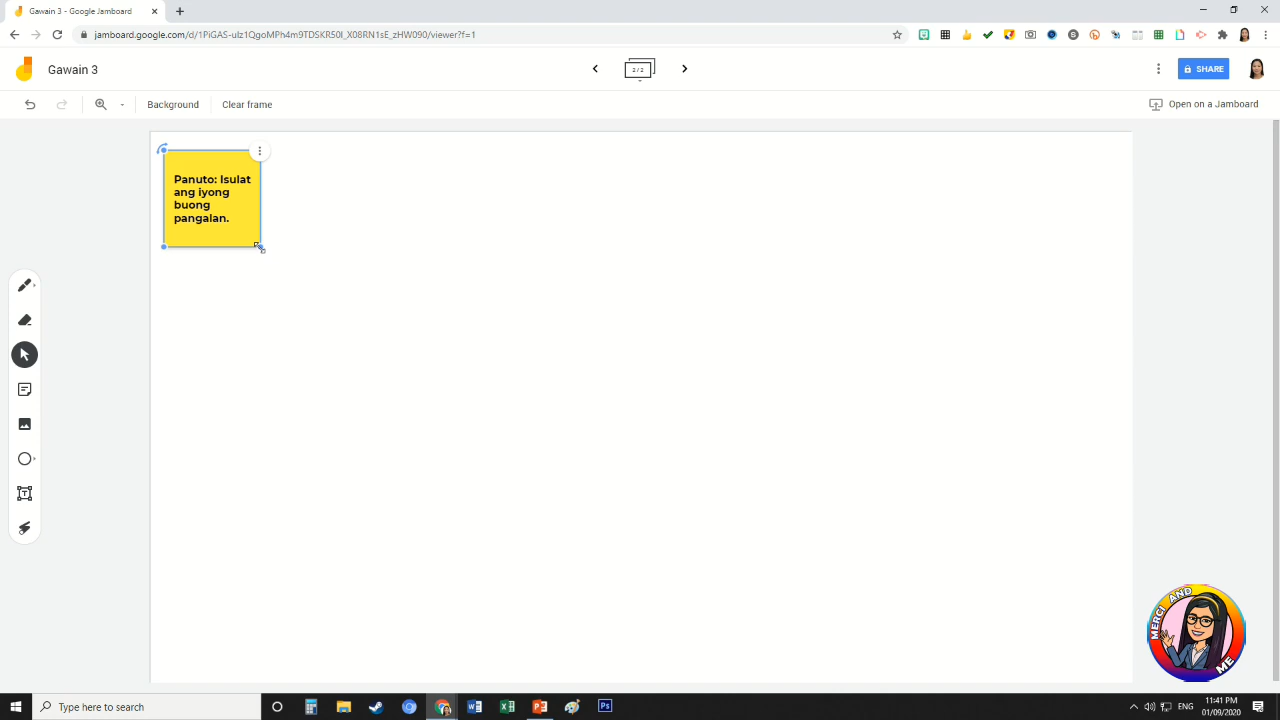 Gawain 3 - Google Jamboard
jamboard.google.com/d/1PiGAS-ulz1QgoMPh4m9TDSKR50I_X08RN1sE_zHW090/viewer?f=1
Gawain 3
2 / 2
SHARE
Background
Clear frame
Open on a Jamboard
Panuto: Isulat
ang iyong
buong
pangalan.
MERCI AND ME
Type here to search
ENG
11:41 PM
01/09/2020